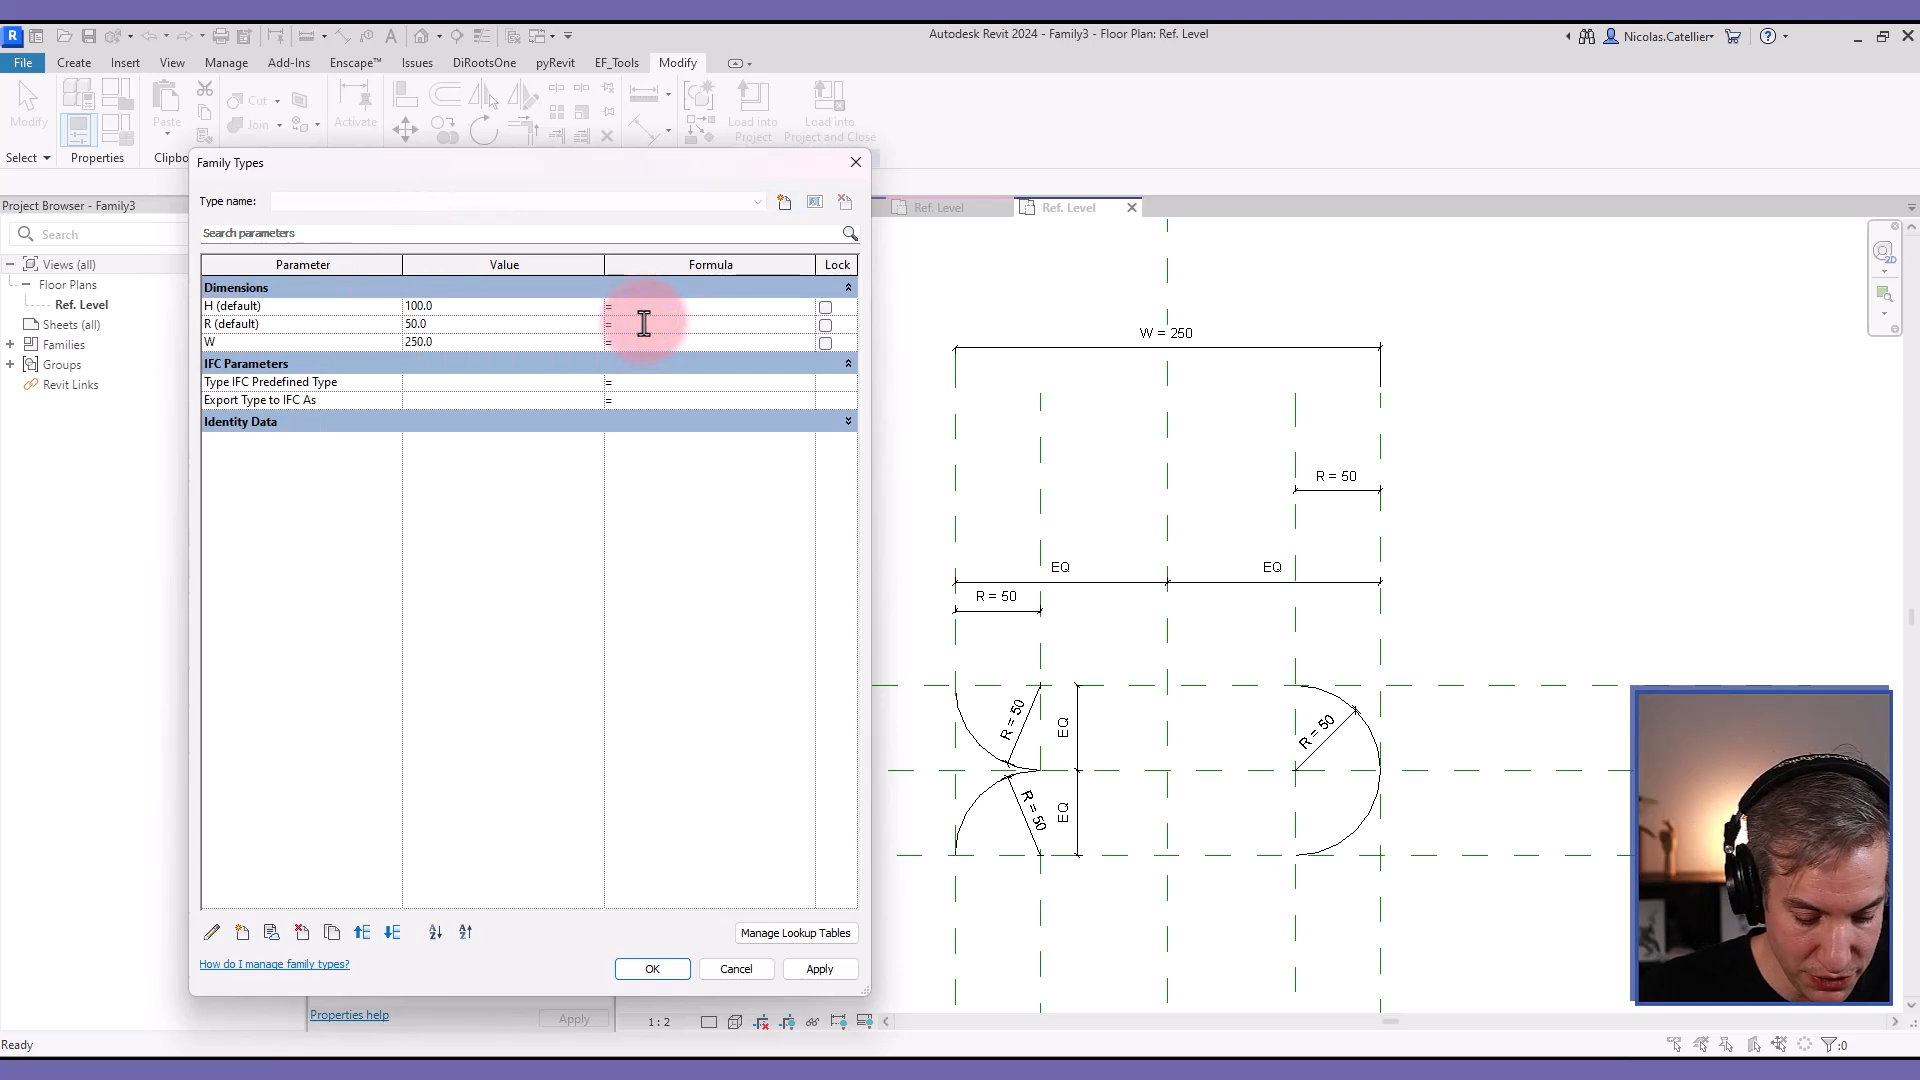 Autodesk Revit 2024 - Family3 - Floor Plan: Ref. Level
Nicolas.Catellier
File Create Insert View Manage Add-Ins Enscape™ Issues DiRootsOne pyRevit EF_Tools Modify
Modify
Paste
Cut
Join
Activate
Load into
Project
Load into
Project and Close
Select
Properties
Clipbo
Family Types
Type name:
Search parameters
Parameter Value Formula Lock
Dimensions
H (default) 100.0 =
R (default) 50.0 =
W 250.0 =
IFC Parameters
Type IFC Predefined Type =
Export Type to IFC As =
Identity Data
Manage Lookup Tables
How do I manage family types?
OK Cancel Apply
Project Browser - Family3
Search
Views (all)
Floor Plans
Ref. Level
Sheets (all)
Families
Groups
Revit Links
Ref. Level
Ref. Level
2D
W = 250
R = 50
EQ EQ
R = 50
R = 50
EQ
R = 50
R = 50
EQ
Properties help
Apply
1 : 2
Ready
:0